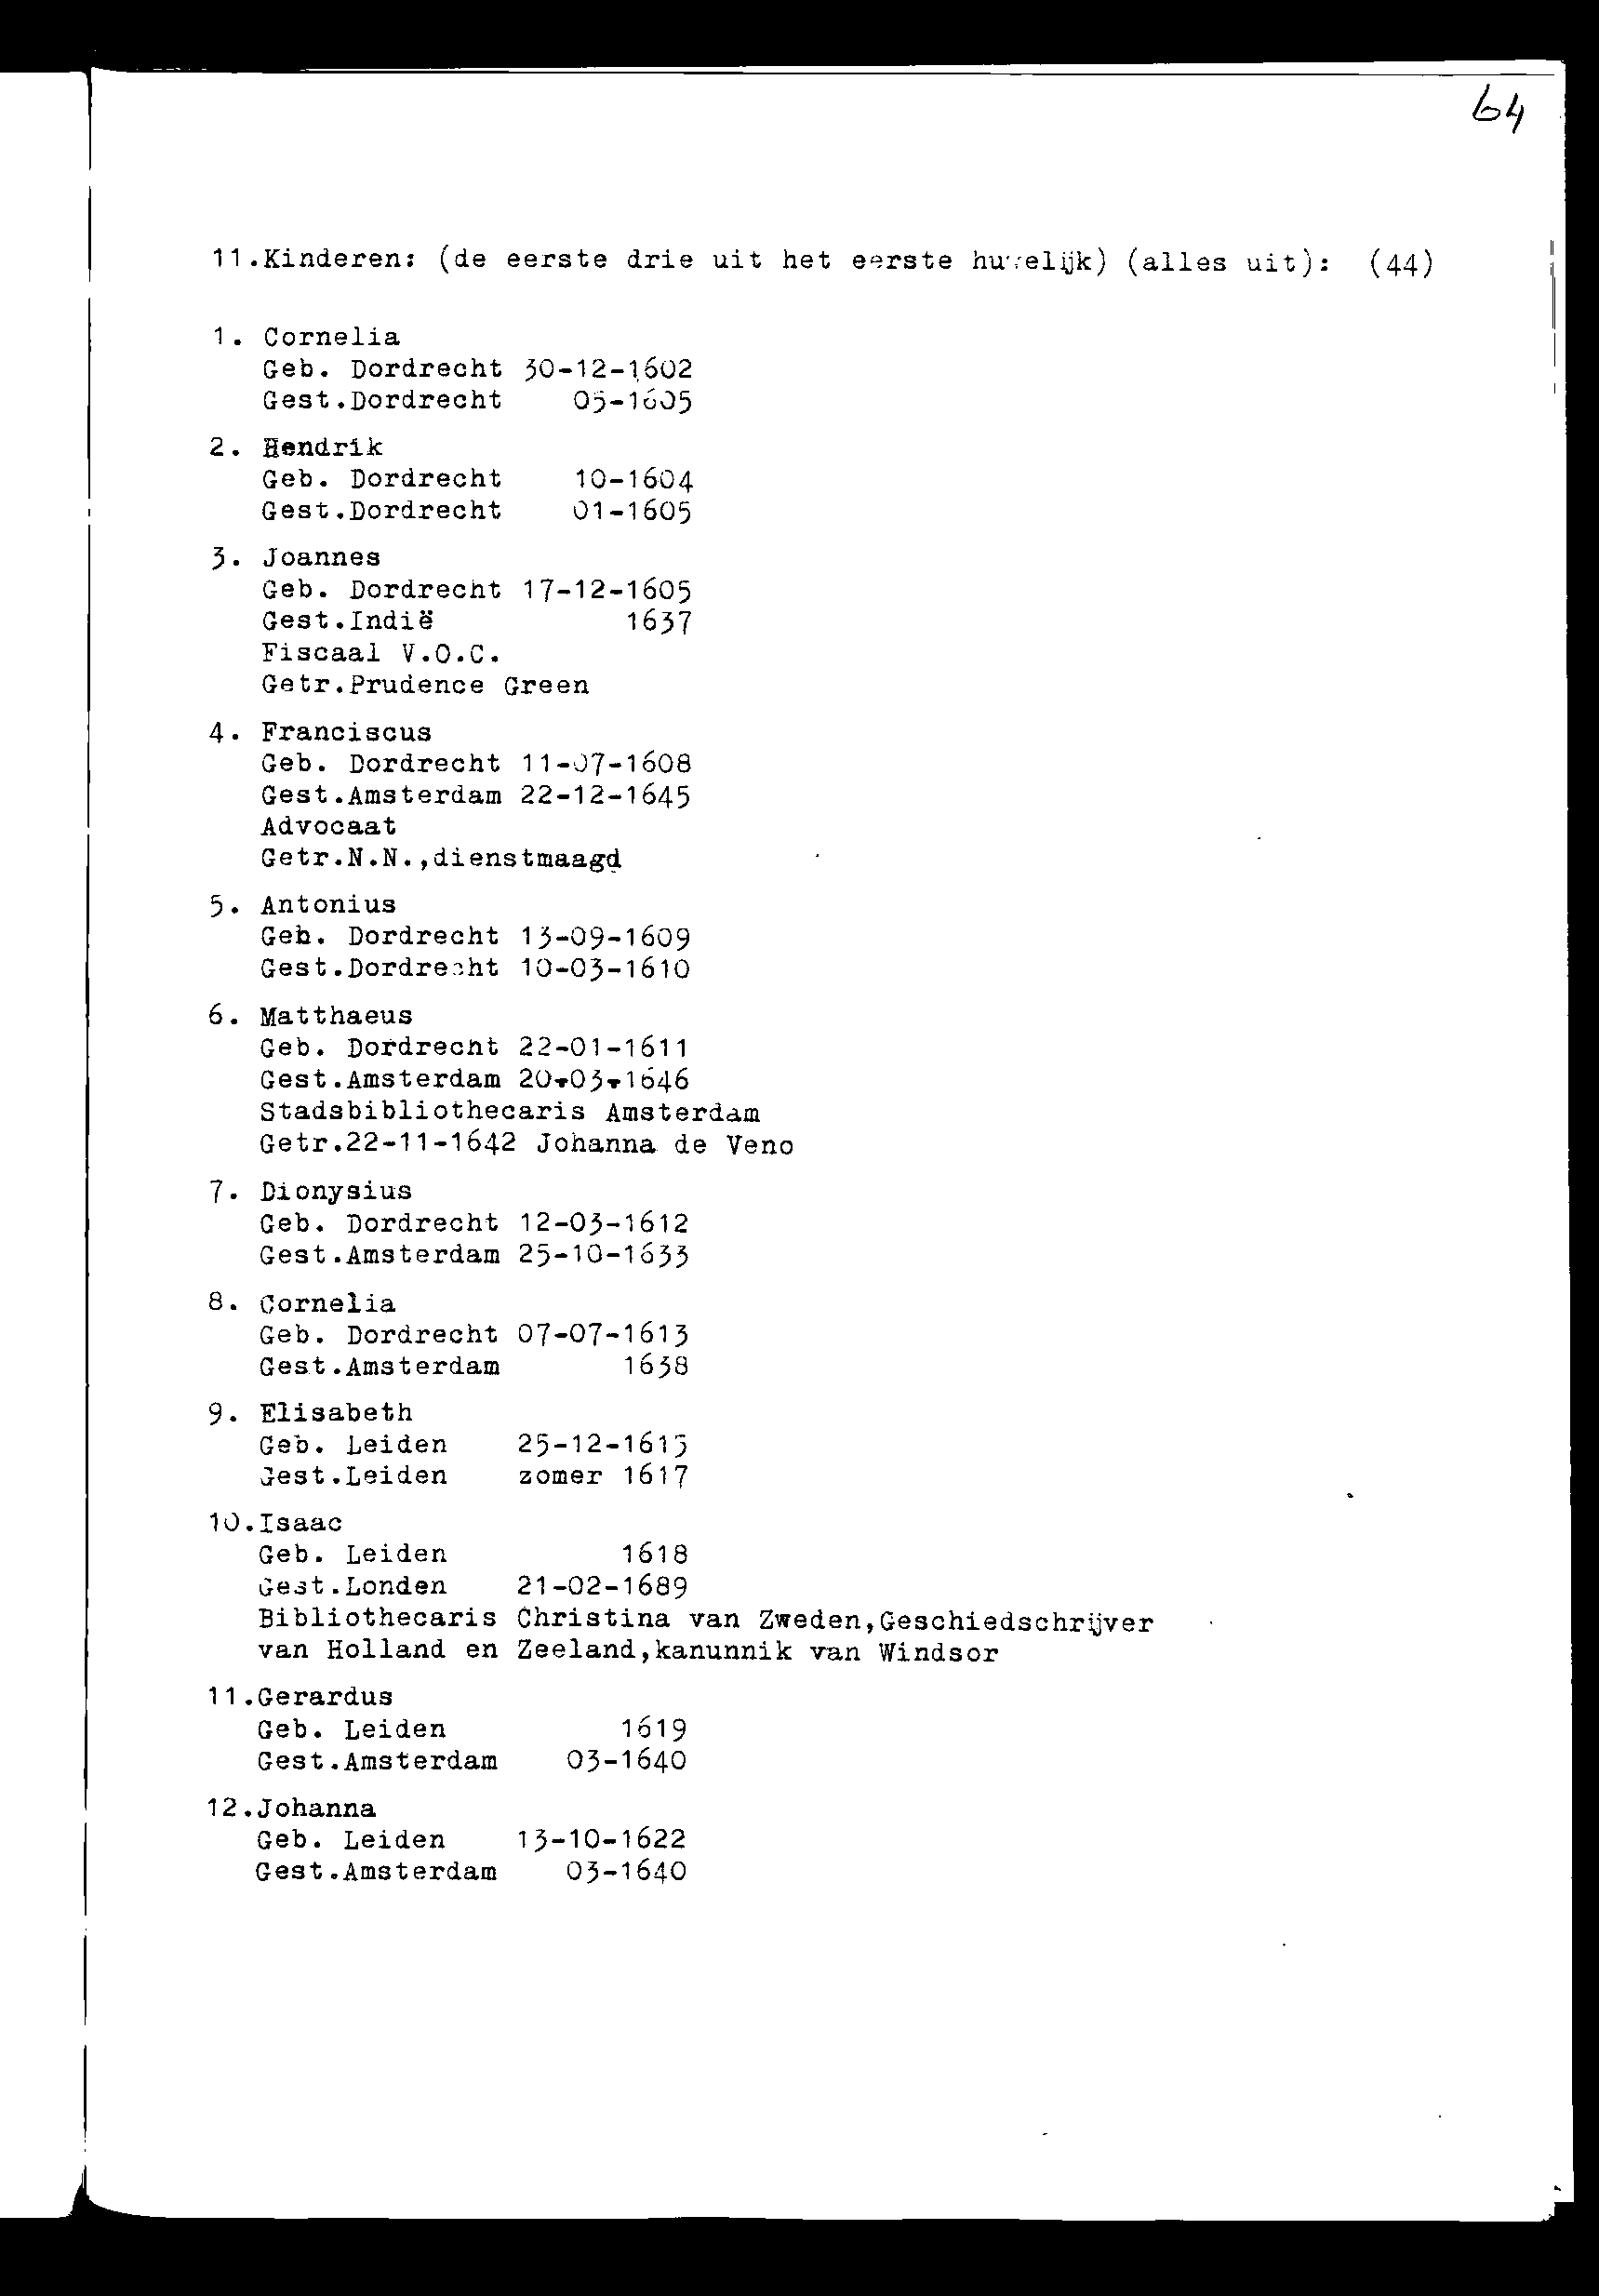 64
11.Kinderen: (de eerste drie uit het eerste huwelijk) (alles uit): (44)
1. Cornelia
Geb. Dordrecht 30-12-1602
Gest.Dordrecht 05-1605
2. Hendrik
Geb. Dordrecht 10-1604
Gest.Dordrecht 01-1605
3. Joannes
Geb. Dordrecht 17-12-1605
Gest.Indië 1637
Fiscaal V.O.C.
Getr.Prudence Green
4. Franciscus
Geb. Dordrecht 11-07-1608
Gest.Amsterdam 22-12-1645
Advocaat
Getr.N.N.,dienstmaagd
5. Antonius
Geb. Dordrecht 13-09-1609
Gest.Dordrecht 10-03-1610
6. Matthaeus
Geb. Dordrecht 22-01-1611
Gest.Amsterdam 20-03-1646
Stadsbibliothecaris Amsterdam
Getr.22-11-1642 Johanna de Veno
7. Dionysius
Geb. Dordrecht 12-03-1612
Gest.Amsterdam 25-10-1633
8. Cornelia
Geb. Dordrecht 07-07-1613
Gest.Amsterdam 1638
9. Elisabeth
Geb. Leiden 25-12-1615
Gest.Leiden zomer 1617
10.Isaac
Geb. Leiden 1618
Gest.Londen 21-02-1689
Bibliothecaris Christina van Zweden,Geschiedschrijver
van Holland en Zeeland,kanunnik van Windsor
11.Gerardus
Geb. Leiden 1619
Gest.Amsterdam 03-1640
12.Johanna
Geb. Leiden 13-10-1622
Gest.Amsterdam 03-1640